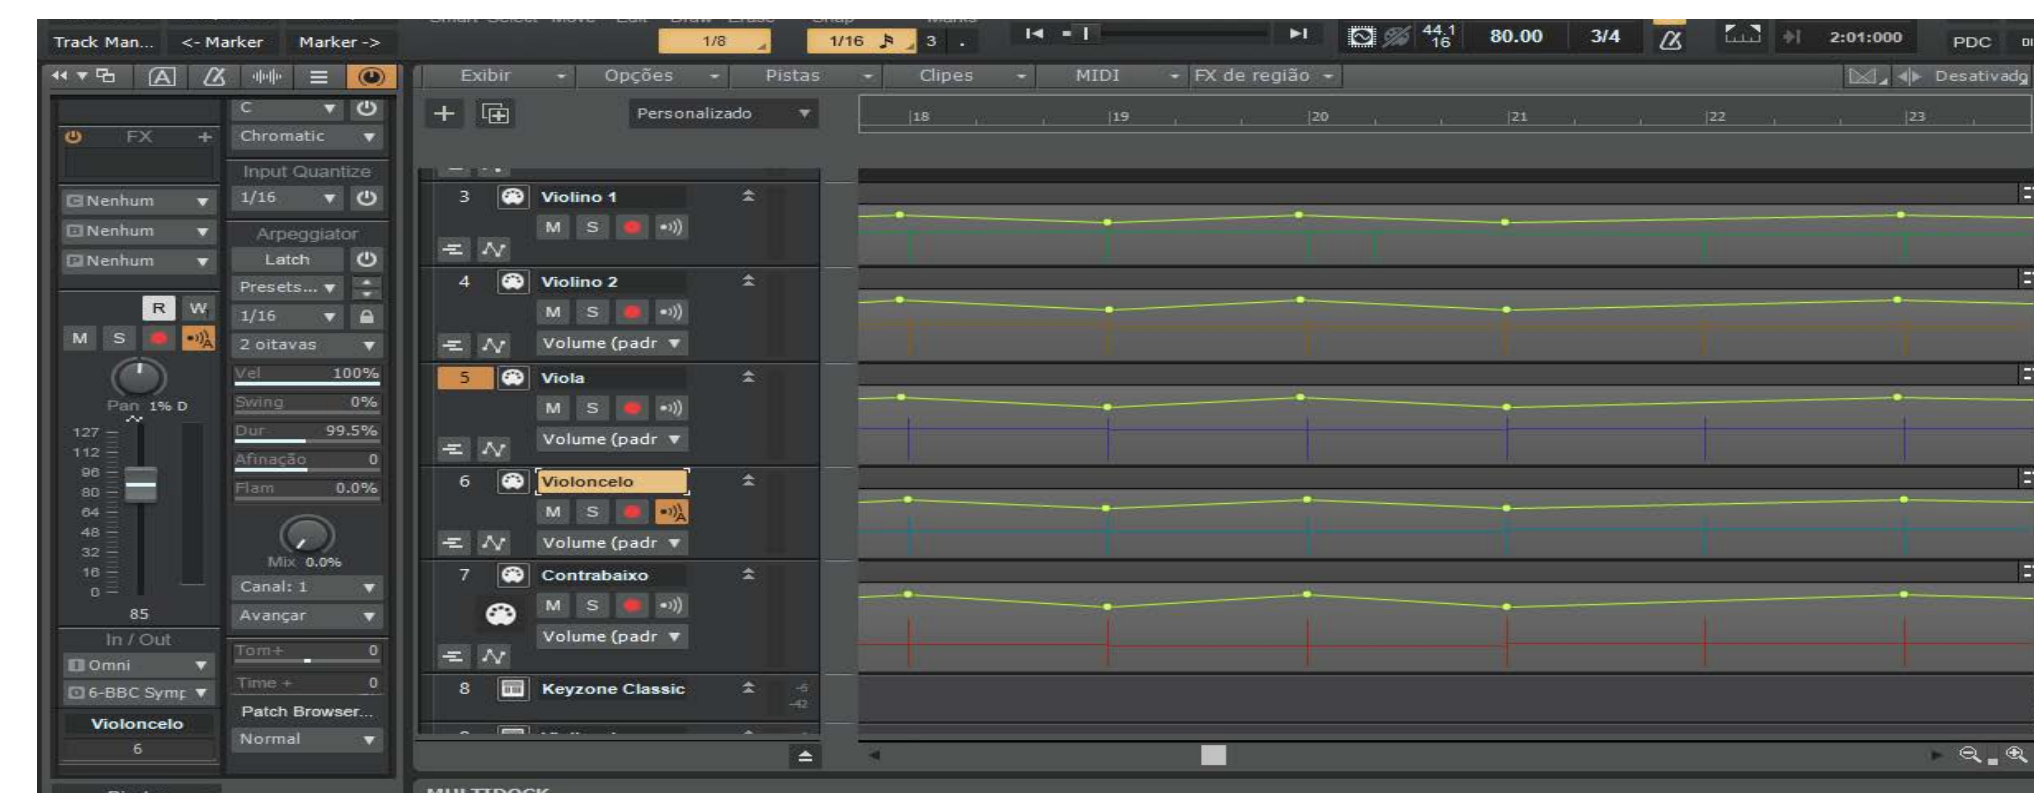 Track Man... <- Marker Marker ->
1/8 1/16 3 . 44.1 16 80.00 3/4 2:01:000 PDC
Exibir Opções Pistas Clipes MIDI FX de região Desativado
C
FX + Chromatic
Personalizado 18 19 20 21 22 23
Input Quantize
C Nenhum 1/16
Nenhum Arpeggiator
P Nenhum Latch
Presets...
R W 1/16
M S A 2 oitavas
Vel 100%
Pan 1% D Swing 0%
127 Dur 99.5%
112
96 Afinação 0
80 Flam 0.0%
64
48
32 Mix 0.0%
16
0 Canal: 1
85 Avançar
In / Out
Tom+ 0
Omni
6-BBC Symp Time + 0
Violoncelo Patch Browser...
6 Normal
3 Violino 1
M S
4 Violino 2
M S
Volume (padr
5 Viola
M S
Volume (padr
6 Violoncelo
M S A
Volume (padr
7 Contrabaixo
M S
Volume (padr
8 Keyzone Classic -6
-42
MULTIDOCK